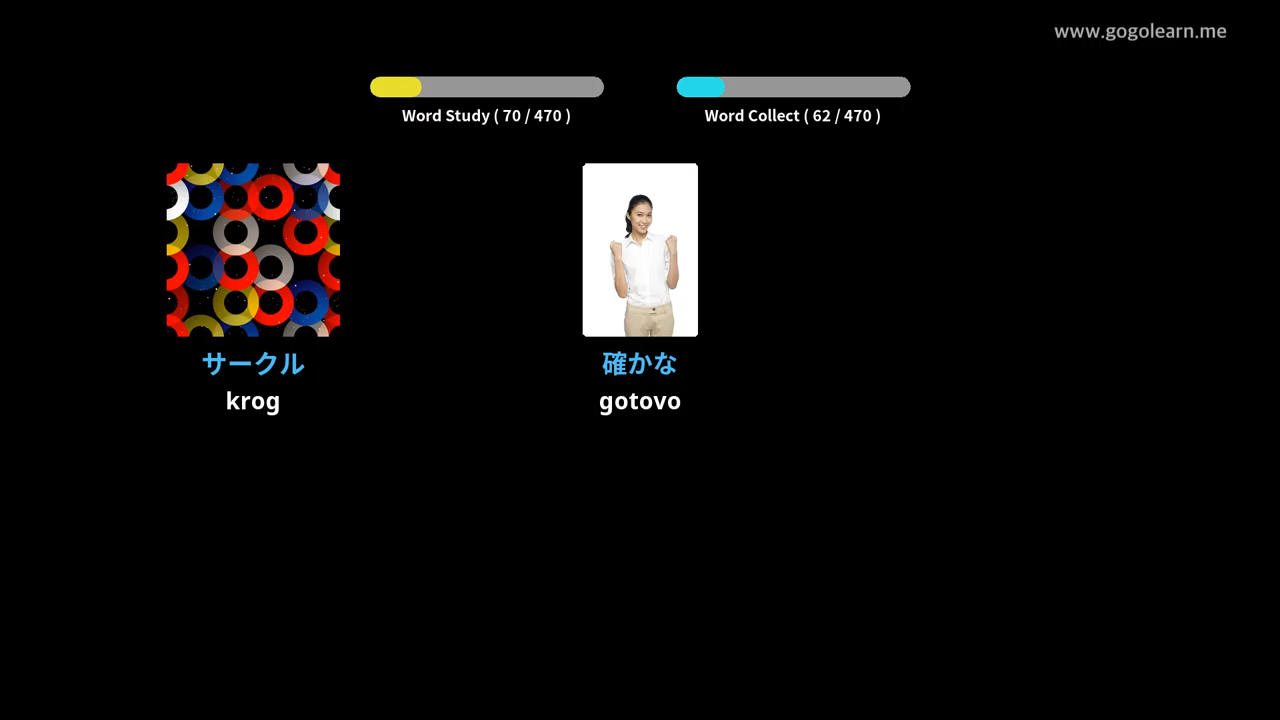 www.gogolearn.me
Word Study ( 70 / 470 )
Word Collect ( 62 / 470 )
サークル
krog
確かな
gotovo